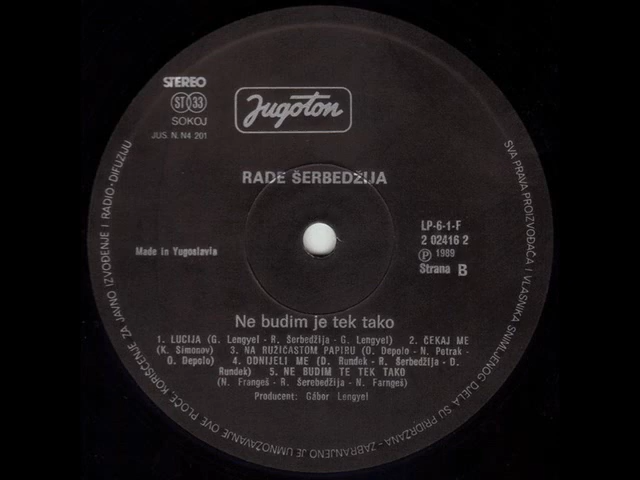 STEREO
ST 33
SOKOJ
JUS. N. N4 201
Jugoton
RADE ŠERBEDŽIJA
Made in Yugoslavia
LP-6-1-F
2 02416 2
Ⓟ 1989
Strana B
Ne budim je tek tako
1. LUCIJA (G. Lengyel - R. Šerbedžija - G. Lengyel) - 2. ČEKAJ ME
(K. Simonov) - 3. NA RUŽIČASTOM PAPIRU (O. Depolo - N. Petrak -
O. Depolo) - 4. ODNIJELI ME (D. Rundek - R. Šerbedžija - D.
Rundek) - 5. NE BUDIM TE TEK TAKO
(N. Frangeš - R. Šerebedžija - N. Farngeš)
Producent: Gábor Lengyel
SVA PRAVA PROIZVOĐAČA I VLASNIKA SNIMLJENOG DJELA SU PRIDRŽANA - ZABRANJENO JE UMNOŽAVANJE OVE PLOČE, KORIŠĆENJE ZA JAVNO IZVOĐENJE I RADIO-DIFUZIJU